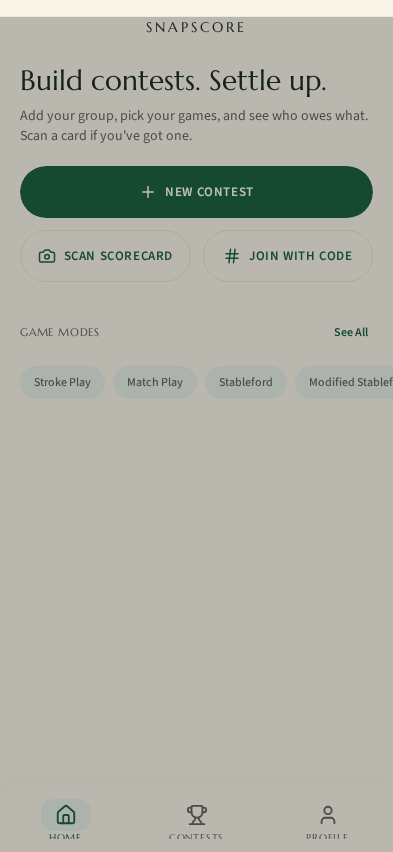 SNAPSCORE
Build contests. Settle up.
Add your group, pick your games, and see who owes what.
Scan a card if you've got one.
NEW CONTEST
SCAN SCORECARD
JOIN WITH CODE
GAME MODES
See All
Stroke Play
Match Play
Stableford
Modified Stablef
HOME
CONTESTS
PROFILE